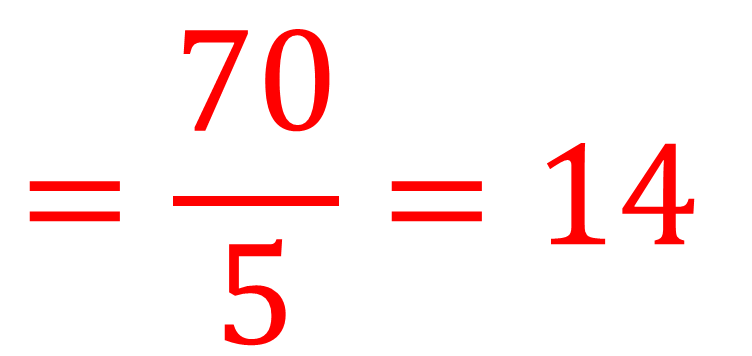 = 70/5 = 14